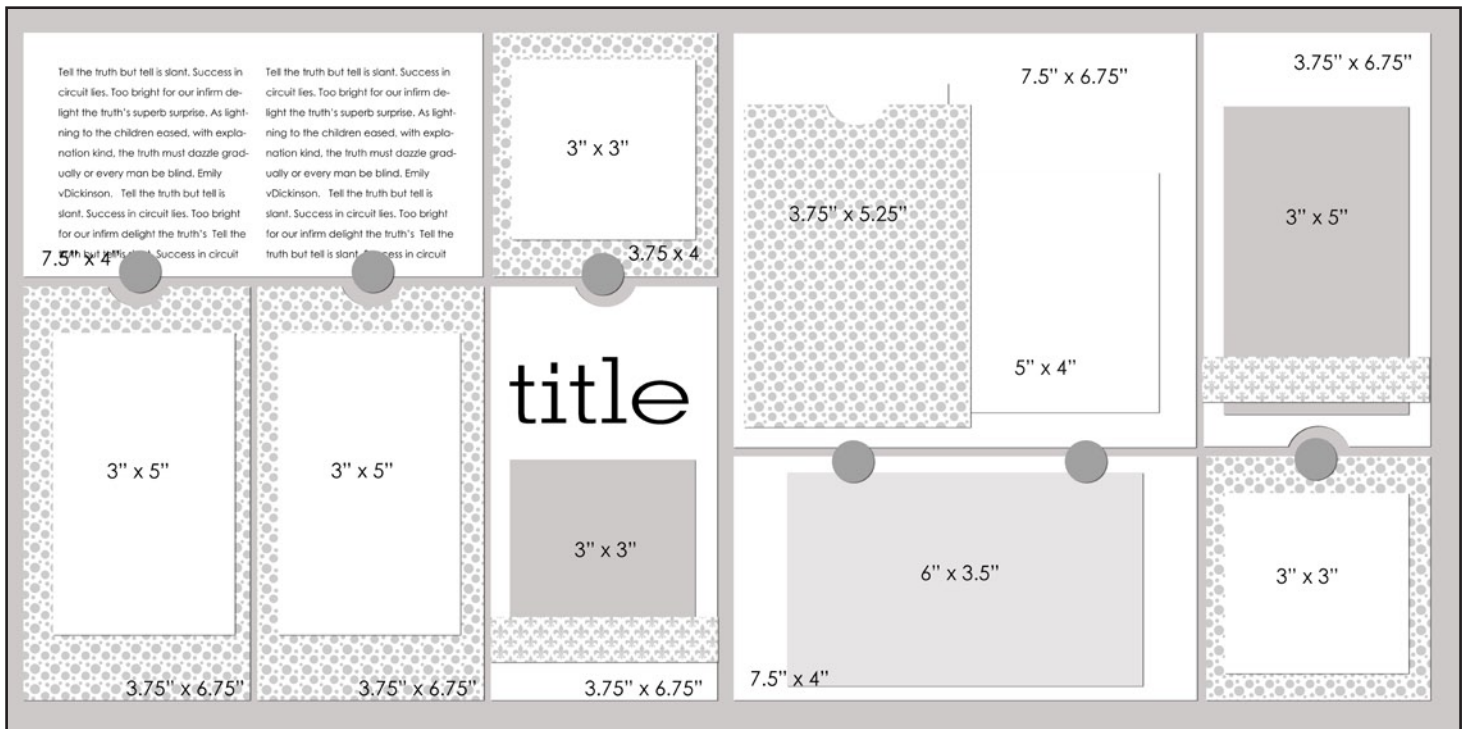 Tell the truth but tell is slant. Success in
circuit lies. Too bright for our infirm de-
light the truth's superb surprise. As light-
ning to the children eased, with expla-
nation kind, the truth must dazzle grad-
ually or every man be blind. Emily
vDickinson.   Tell the truth but tell is
slant. Success in circuit lies. Too bright
for our infirm delight the truth's  Tell the
but tell is Success in circuit
7.5" x 4"
Tell the truth but tell is slant. Success in
circuit lies. Too bright for our infirm de-
light the truth's superb surprise. As light-
ning to the children eased, with expla-
nation kind, the truth must dazzle grad-
ually or every man be blind. Emily
vDickinson.   Tell the truth but tell is
slant. Success in circuit lies. Too bright
for our infirm delight the truth's  Tell the
truth but tell is slant. in circuit
3" x 3"
3.75 x 4
3" x 5"
3.75" x 6.75"
3" x 5"
3.75" x 6.75"
title
3" x 3"
3.75" x 6.75"
7.5" x 6.75"
3.75" x 5.25"
5" x 4"
3.75" x 6.75"
3" x 5"
6" x 3.5"
7.5" x 4"
3" x 3"